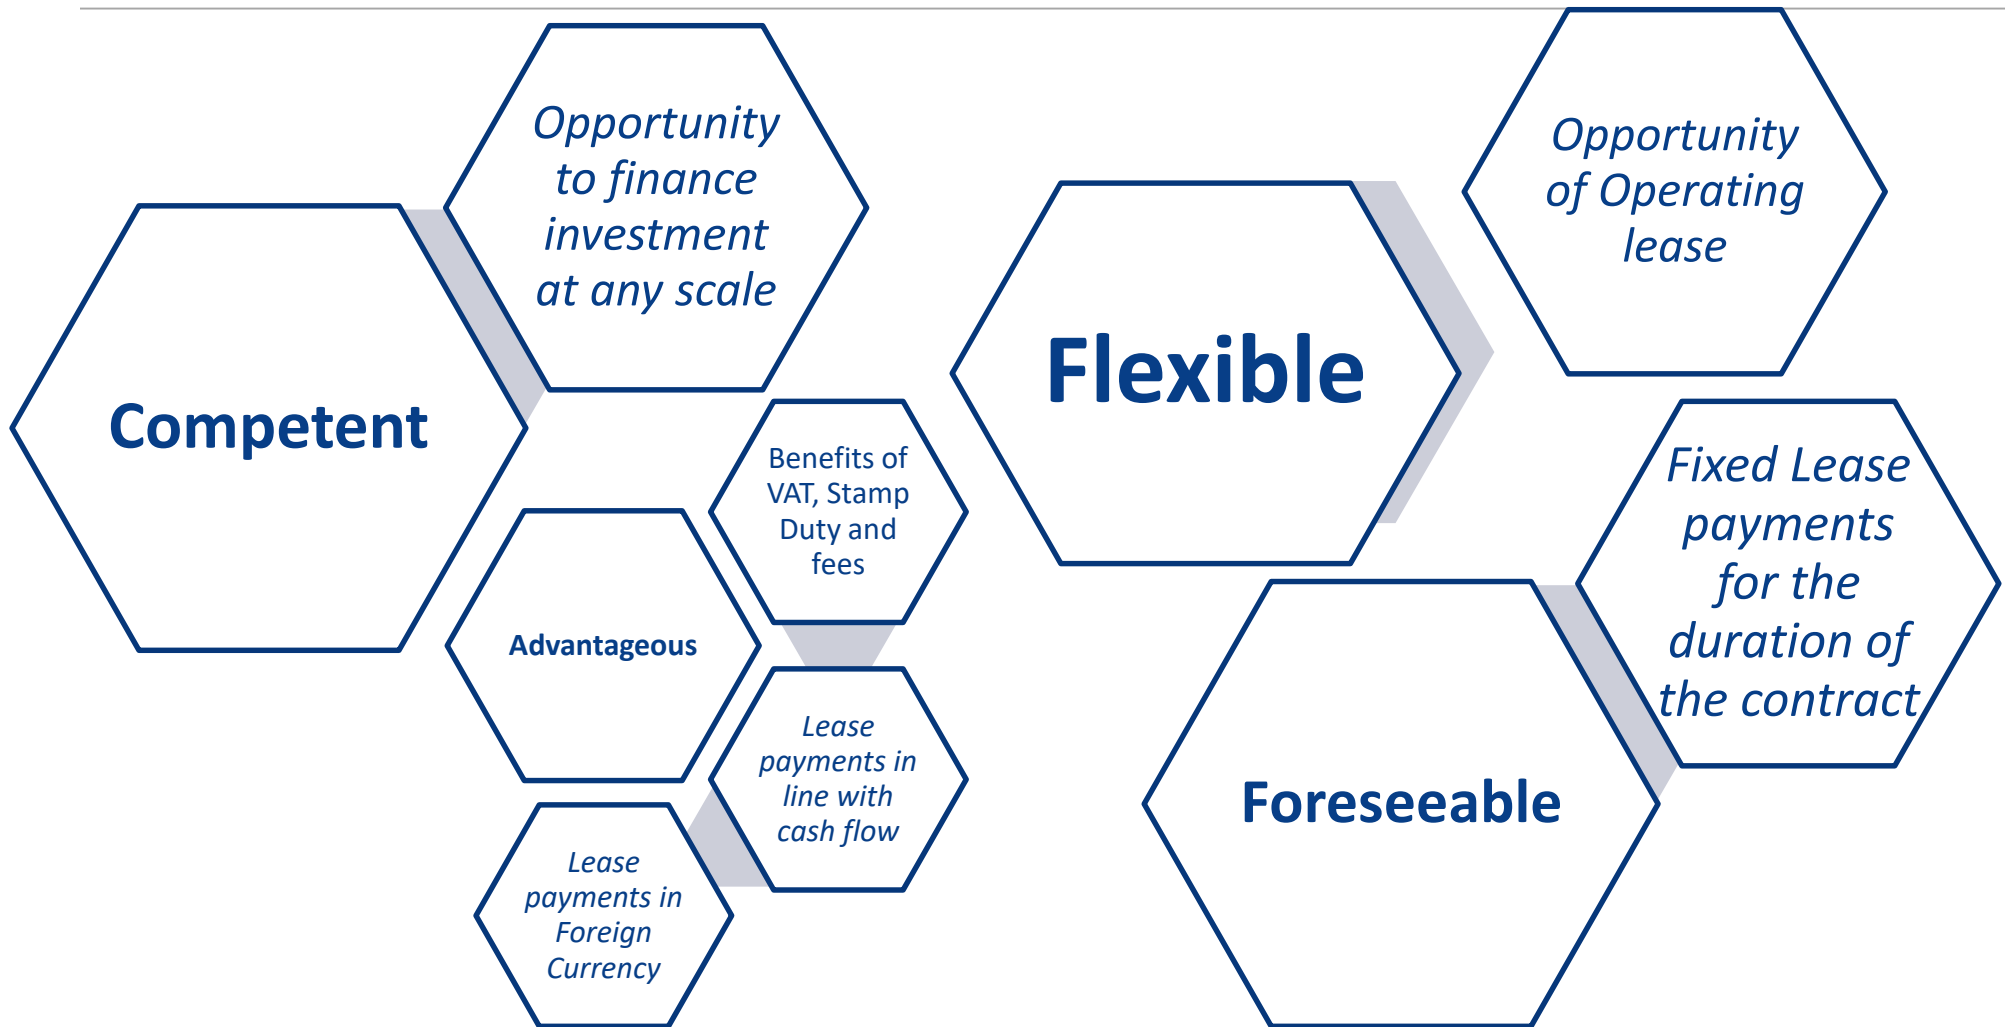 Opportunity
to finance
investment
at any scale
Competent
Benefits of
VAT, Stamp
Duty and
fees
Advantageous
Lease
payments in
line with
cash flow
Lease
payments in
Foreign
Currency
Flexible
Opportunity
of Operating
lease
Fixed Lease
payments
for the
duration of
the contract
Foreseeable